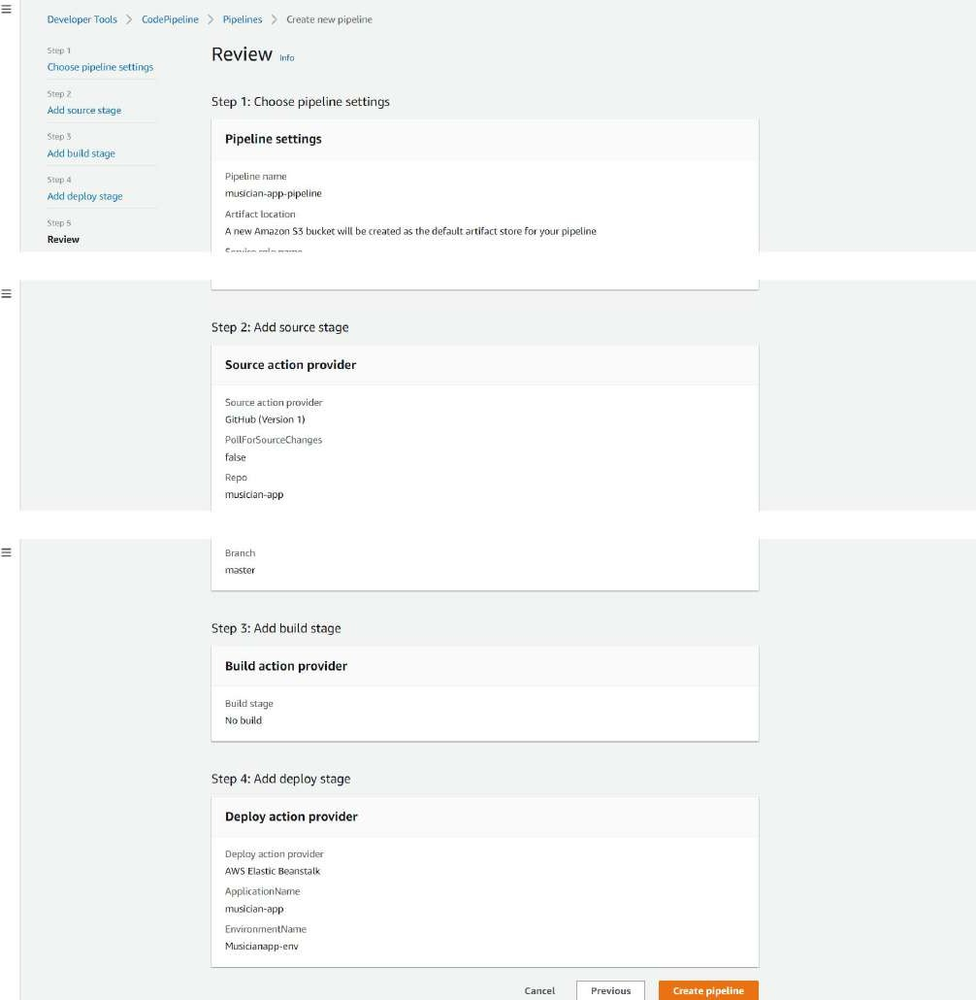 Developer Tools > CodePipeline > Pipelines > Create new pipeline
Step 1
Choose pipeline settings
Step 2
Add source stage
Step 3
Add build stage
Step 4
Add deploy stage
Step 5
Review
Review Info
Step 1: Choose pipeline settings
Pipeline settings
Pipeline name
musician-app-pipeline
Artifact location
A new Amazon S3 bucket will be created as the default artifact store for your pipeline
Service role name
Step 2: Add source stage
Source action provider
Source action provider
GitHub (Version 1)
PollForSourceChanges
false
Repo
musician-app
Branch
master
Step 3: Add build stage
Build action provider
Build stage
No build
Step 4: Add deploy stage
Deploy action provider
Deploy action provider
AWS Elastic Beanstalk
ApplicationName
musician-app
EnvironmentName
Musicianapp-env
Cancel
Previous
Create pipeline